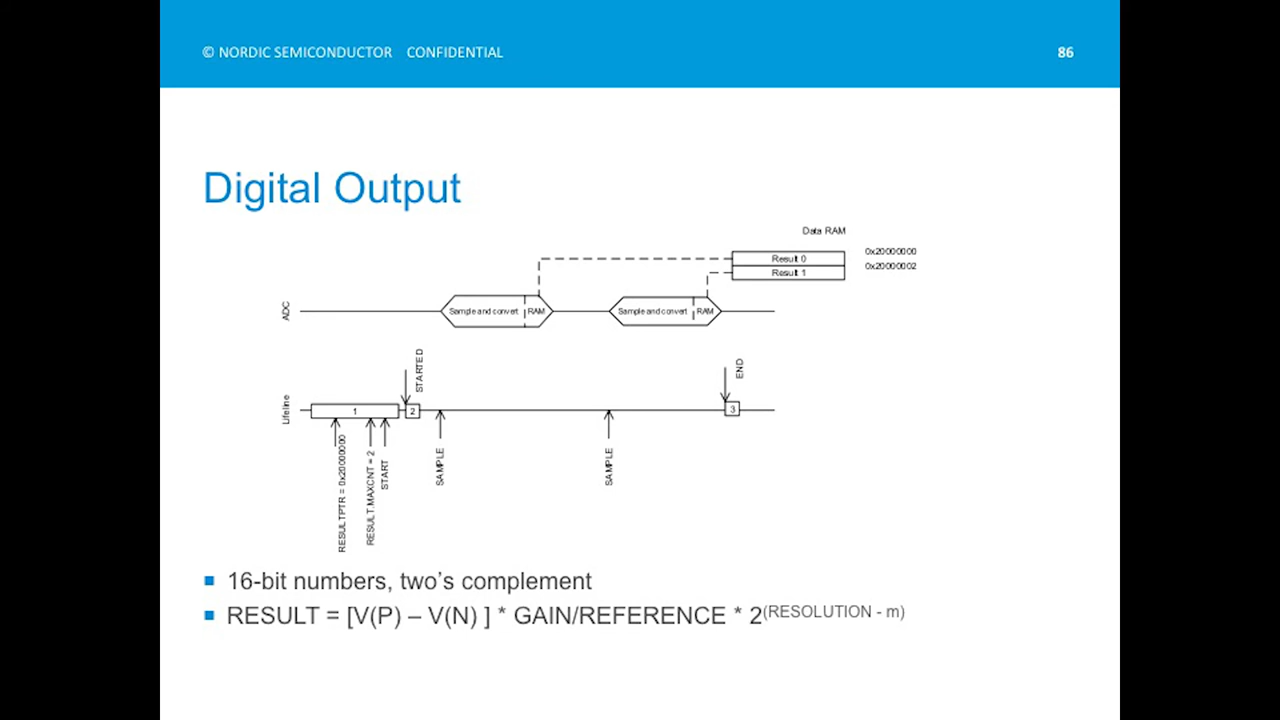 © NORDIC SEMICONDUCTOR CONFIDENTIAL 86
Digital Output
Data RAM
Result 0 0x20000000
Result 1 0x20000002
ADC
Sample and convert RAM
Sample and convert RAM
STARTED
END
Lifeline
1
2
3
RESULT.PTR = 0x20000000
RESULT.MAXCNT = 2
START
SAMPLE
SAMPLE
16-bit numbers, two’s complement
RESULT = [V(P) – V(N) ] * GAIN/REFERENCE * 2(RESOLUTION - m)